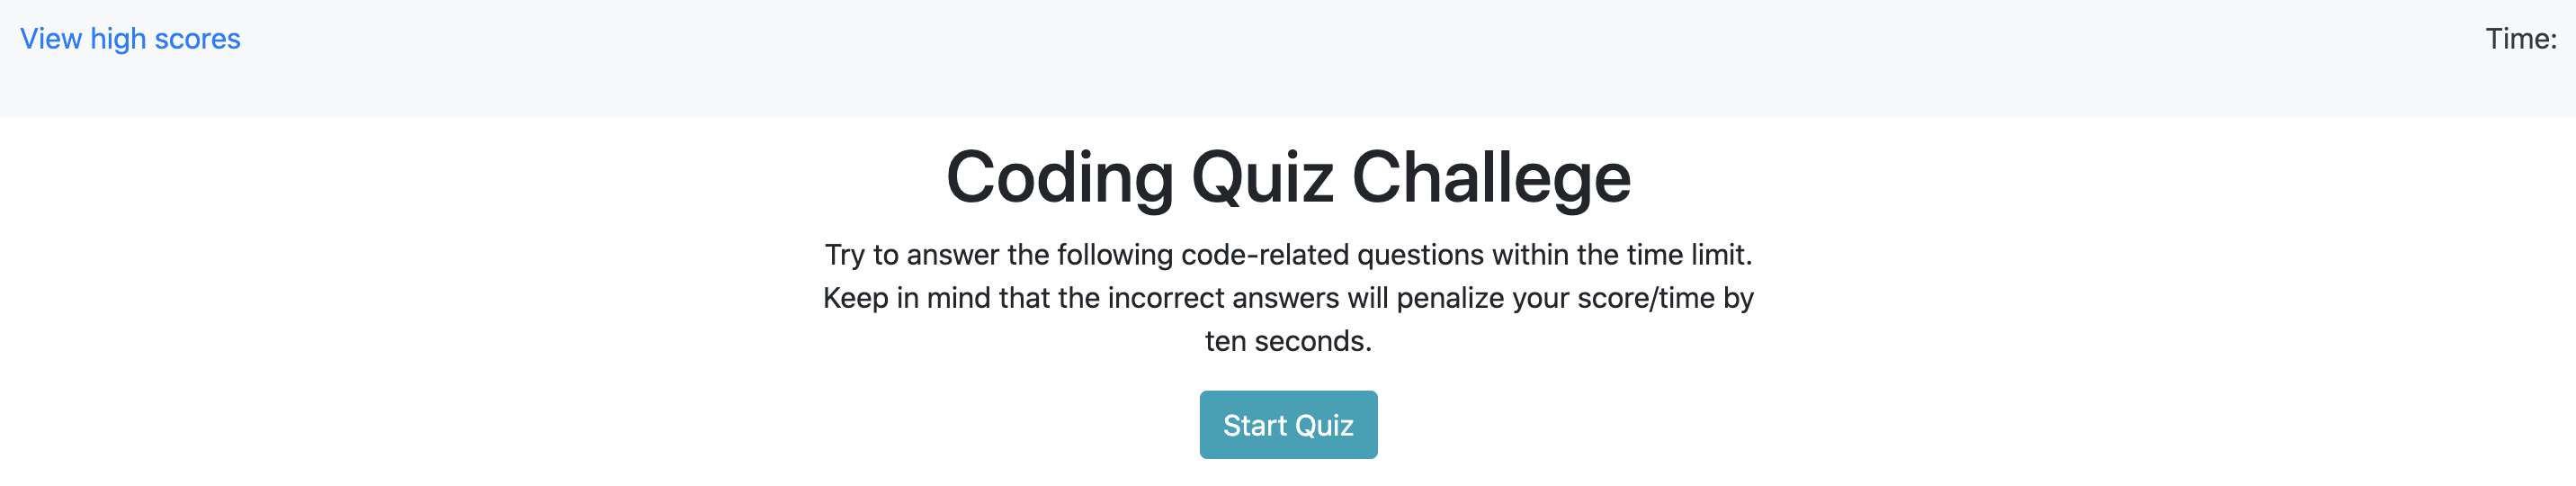 View high scores
Time:
Coding Quiz Challege
Try to answer the following code-related questions within the time limit.
Keep in mind that the incorrect answers will penalize your score/time by
ten seconds.
Start Quiz